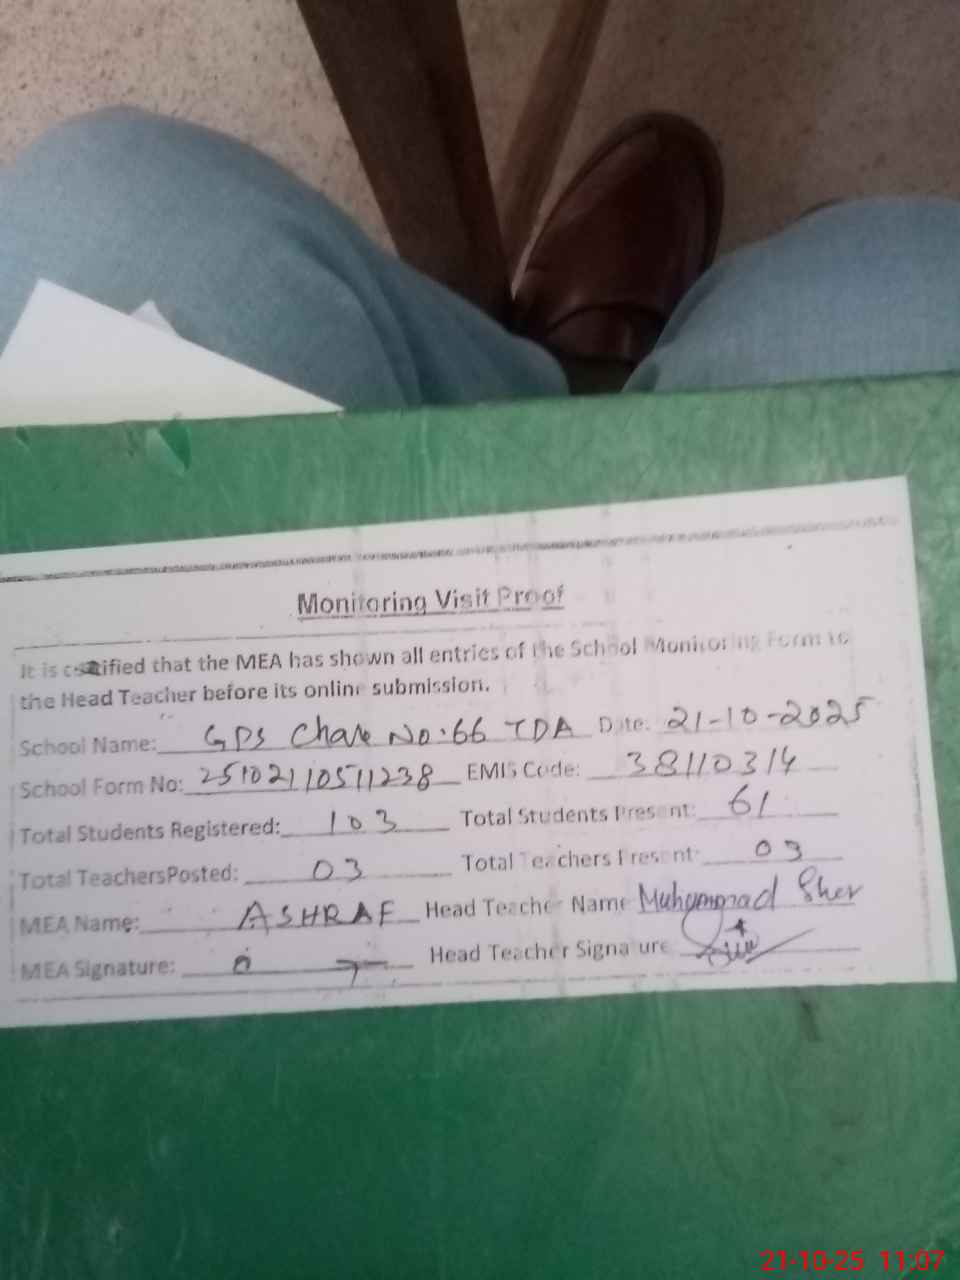 Monitoring Visit Proof
It is certified that the MEA has shown all entries of the School Monitoring Form to
the Head Teacher before its online submission.
School Name: GPS Chak No:66 TDA Date: 21-10-2025
School Form No: 25102110511238 EMIS Code: 38110314
Total Students Registered: 103 Total Students Present: 61
Total TeachersPosted: 03 Total Teachers Present: 03
MEA Name: ASHRAF Head Teacher Name Muhammad Sher
MEA Signature: Head Teacher Signature
21-10-25 11:07